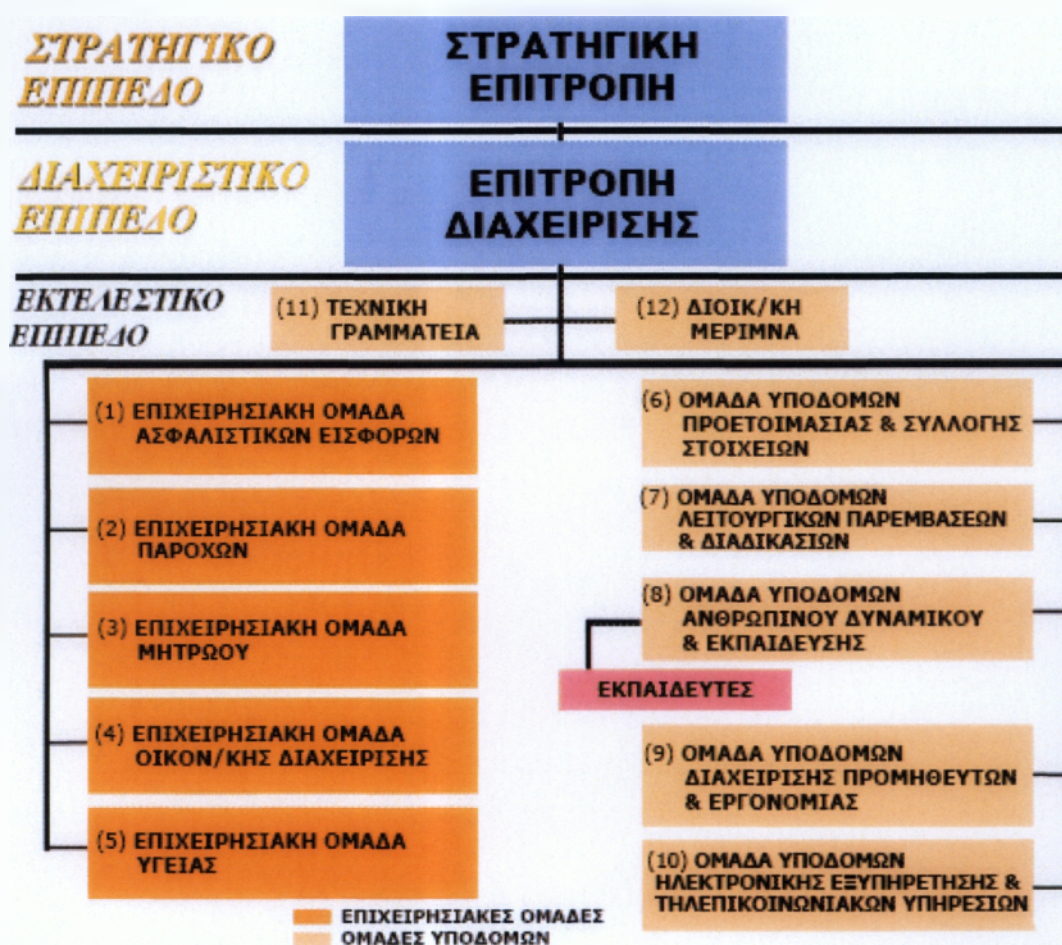 ΣΤΡΑΤΗΓΙΚΟ
ΕΠΙΠΕΔΟ
ΣΤΡΑΤΗΓΙΚΗ
ΕΠΙΤΡΟΠΗ
ΔΙΑΧΕΙΡΙΣΤΙΚΟ
ΕΠΙΠΕΔΟ
ΕΠΙΤΡΟΠΗ
ΔΙΑΧΕΙΡΙΣΗΣ
ΕΚΤΕΛΕΣΤΙΚΟ
ΕΠΙΠΕΔΟ
(11) ΤΕΧΝΙΚΗ
ΓΡΑΜΜΑΤΕΙΑ
(12) ΔΙΟΙΚ/ΚΗ
ΜΕΡΙΜΝΑ
(1) ΕΠΙΧΕΙΡΗΣΙΑΚΗ ΟΜΑΔΑ
ΑΣΦΑΛΙΣΤΙΚΩΝ ΕΙΣΦΟΡΩΝ
(2) ΕΠΙΧΕΙΡΗΣΙΑΚΗ ΟΜΑΔΑ
ΠΑΡΟΧΩΝ
(3) ΕΠΙΧΕΙΡΗΣΙΑΚΗ ΟΜΑΔΑ
ΜΗΤΡΩΟΥ
(4) ΕΠΙΧΕΙΡΗΣΙΑΚΗ ΟΜΑΔΑ
ΟΙΚΟΝ/ΚΗΣ ΔΙΑΧΕΙΡΙΣΗΣ
(5) ΕΠΙΧΕΙΡΗΣΙΑΚΗ ΟΜΑΔΑ
ΥΓΕΙΑΣ
(6) ΟΜΑΔΑ ΥΠΟΔΟΜΩΝ
ΠΡΟΕΤΟΙΜΑΣΙΑΣ & ΣΥΛΛΟΓΗΣ
ΣΤΟΙΧΕΙΩΝ
(7) ΟΜΑΔΑ ΥΠΟΔΟΜΩΝ
ΛΕΙΤΟΥΡΓΙΚΩΝ ΠΑΡΕΜΒΑΣΕΩΝ
& ΔΙΑΔΙΚΑΣΙΩΝ
(8) ΟΜΑΔΑ ΥΠΟΔΟΜΩΝ
ΑΝΘΡΩΠΙΝΟΥ ΔΥΝΑΜΙΚΟΥ
& ΕΚΠΑΙΔΕΥΣΗΣ
ΕΚΠΑΙΔΕΥΤΕΣ
(9) ΟΜΑΔΑ ΥΠΟΔΟΜΩΝ
ΔΙΑΧΕΙΡΙΣΗΣ ΠΡΟΜΗΘΕΥΤΩΝ
& ΕΡΓΟΝΟΜΙΑΣ
(10) ΟΜΑΔΑ ΥΠΟΔΟΜΩΝ
ΗΛΕΚΤΡΟΝΙΚΗΣ ΕΞΥΠΗΡΕΤΗΣΗΣ &
ΤΗΛΕΠΙΚΟΙΝΩΝΙΑΚΩΝ ΥΠΗΡΕΣΙΩΝ
ΕΠΙΧΕΙΡΗΣΙΑΚΕΣ ΟΜΑΔΕΣ
ΟΜΑΔΕΣ ΥΠΟΔΟΜΩΝ